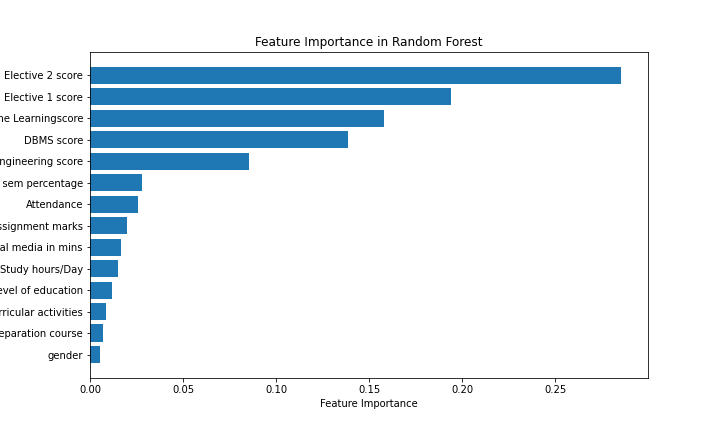 Feature Importance in Random Forest
Elective 2 score
Elective 1 score
ne Learningscore
DBMS score
ngineering score
sem percentage
Attendance
ssignment marks
al media in mins
Study hours/Day
evel of education
rricular activities
eparation course
gender
0.00 0.05 0.10 0.15 0.20 0.25
Feature Importance